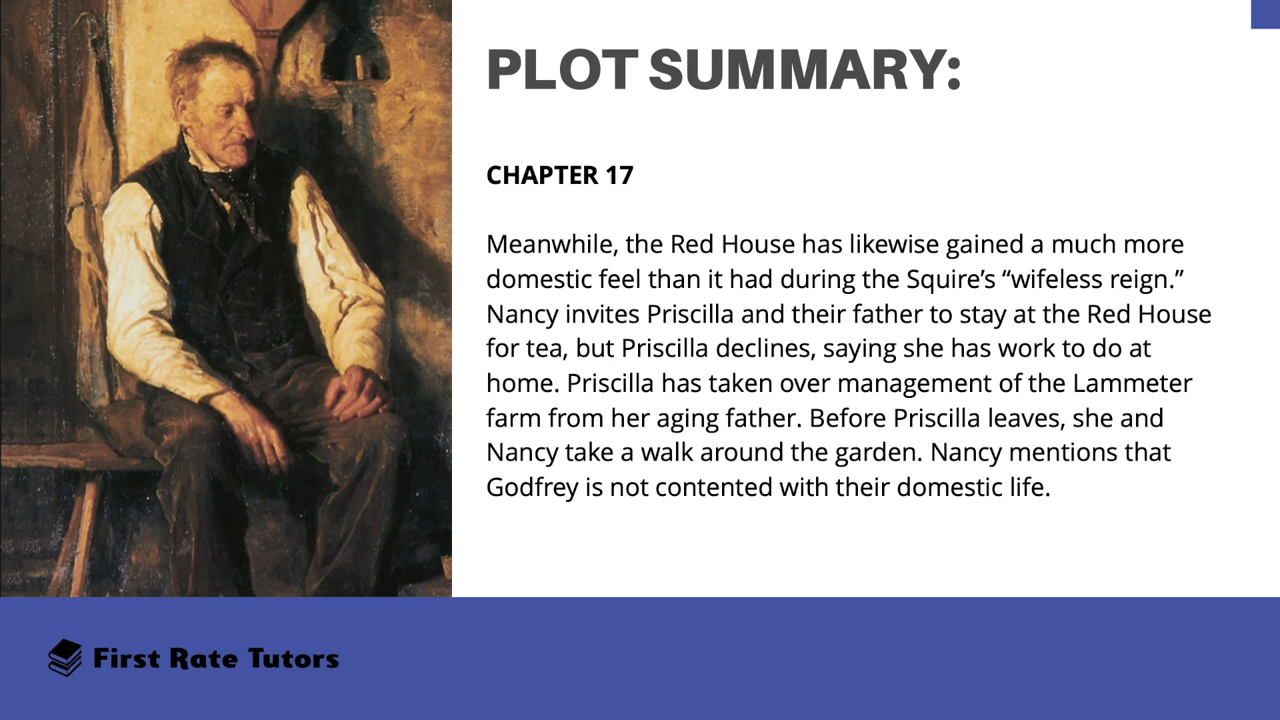 PLOT SUMMARY:
CHAPTER 17
Meanwhile, the Red House has likewise gained a much more
domestic feel than it had during the Squire’s “wifeless reign.”
Nancy invites Priscilla and their father to stay at the Red House
for tea, but Priscilla declines, saying she has work to do at
home. Priscilla has taken over management of the Lammeter
farm from her aging father. Before Priscilla leaves, she and
Nancy take a walk around the garden. Nancy mentions that
Godfrey is not contented with their domestic life.
First Rate Tutors